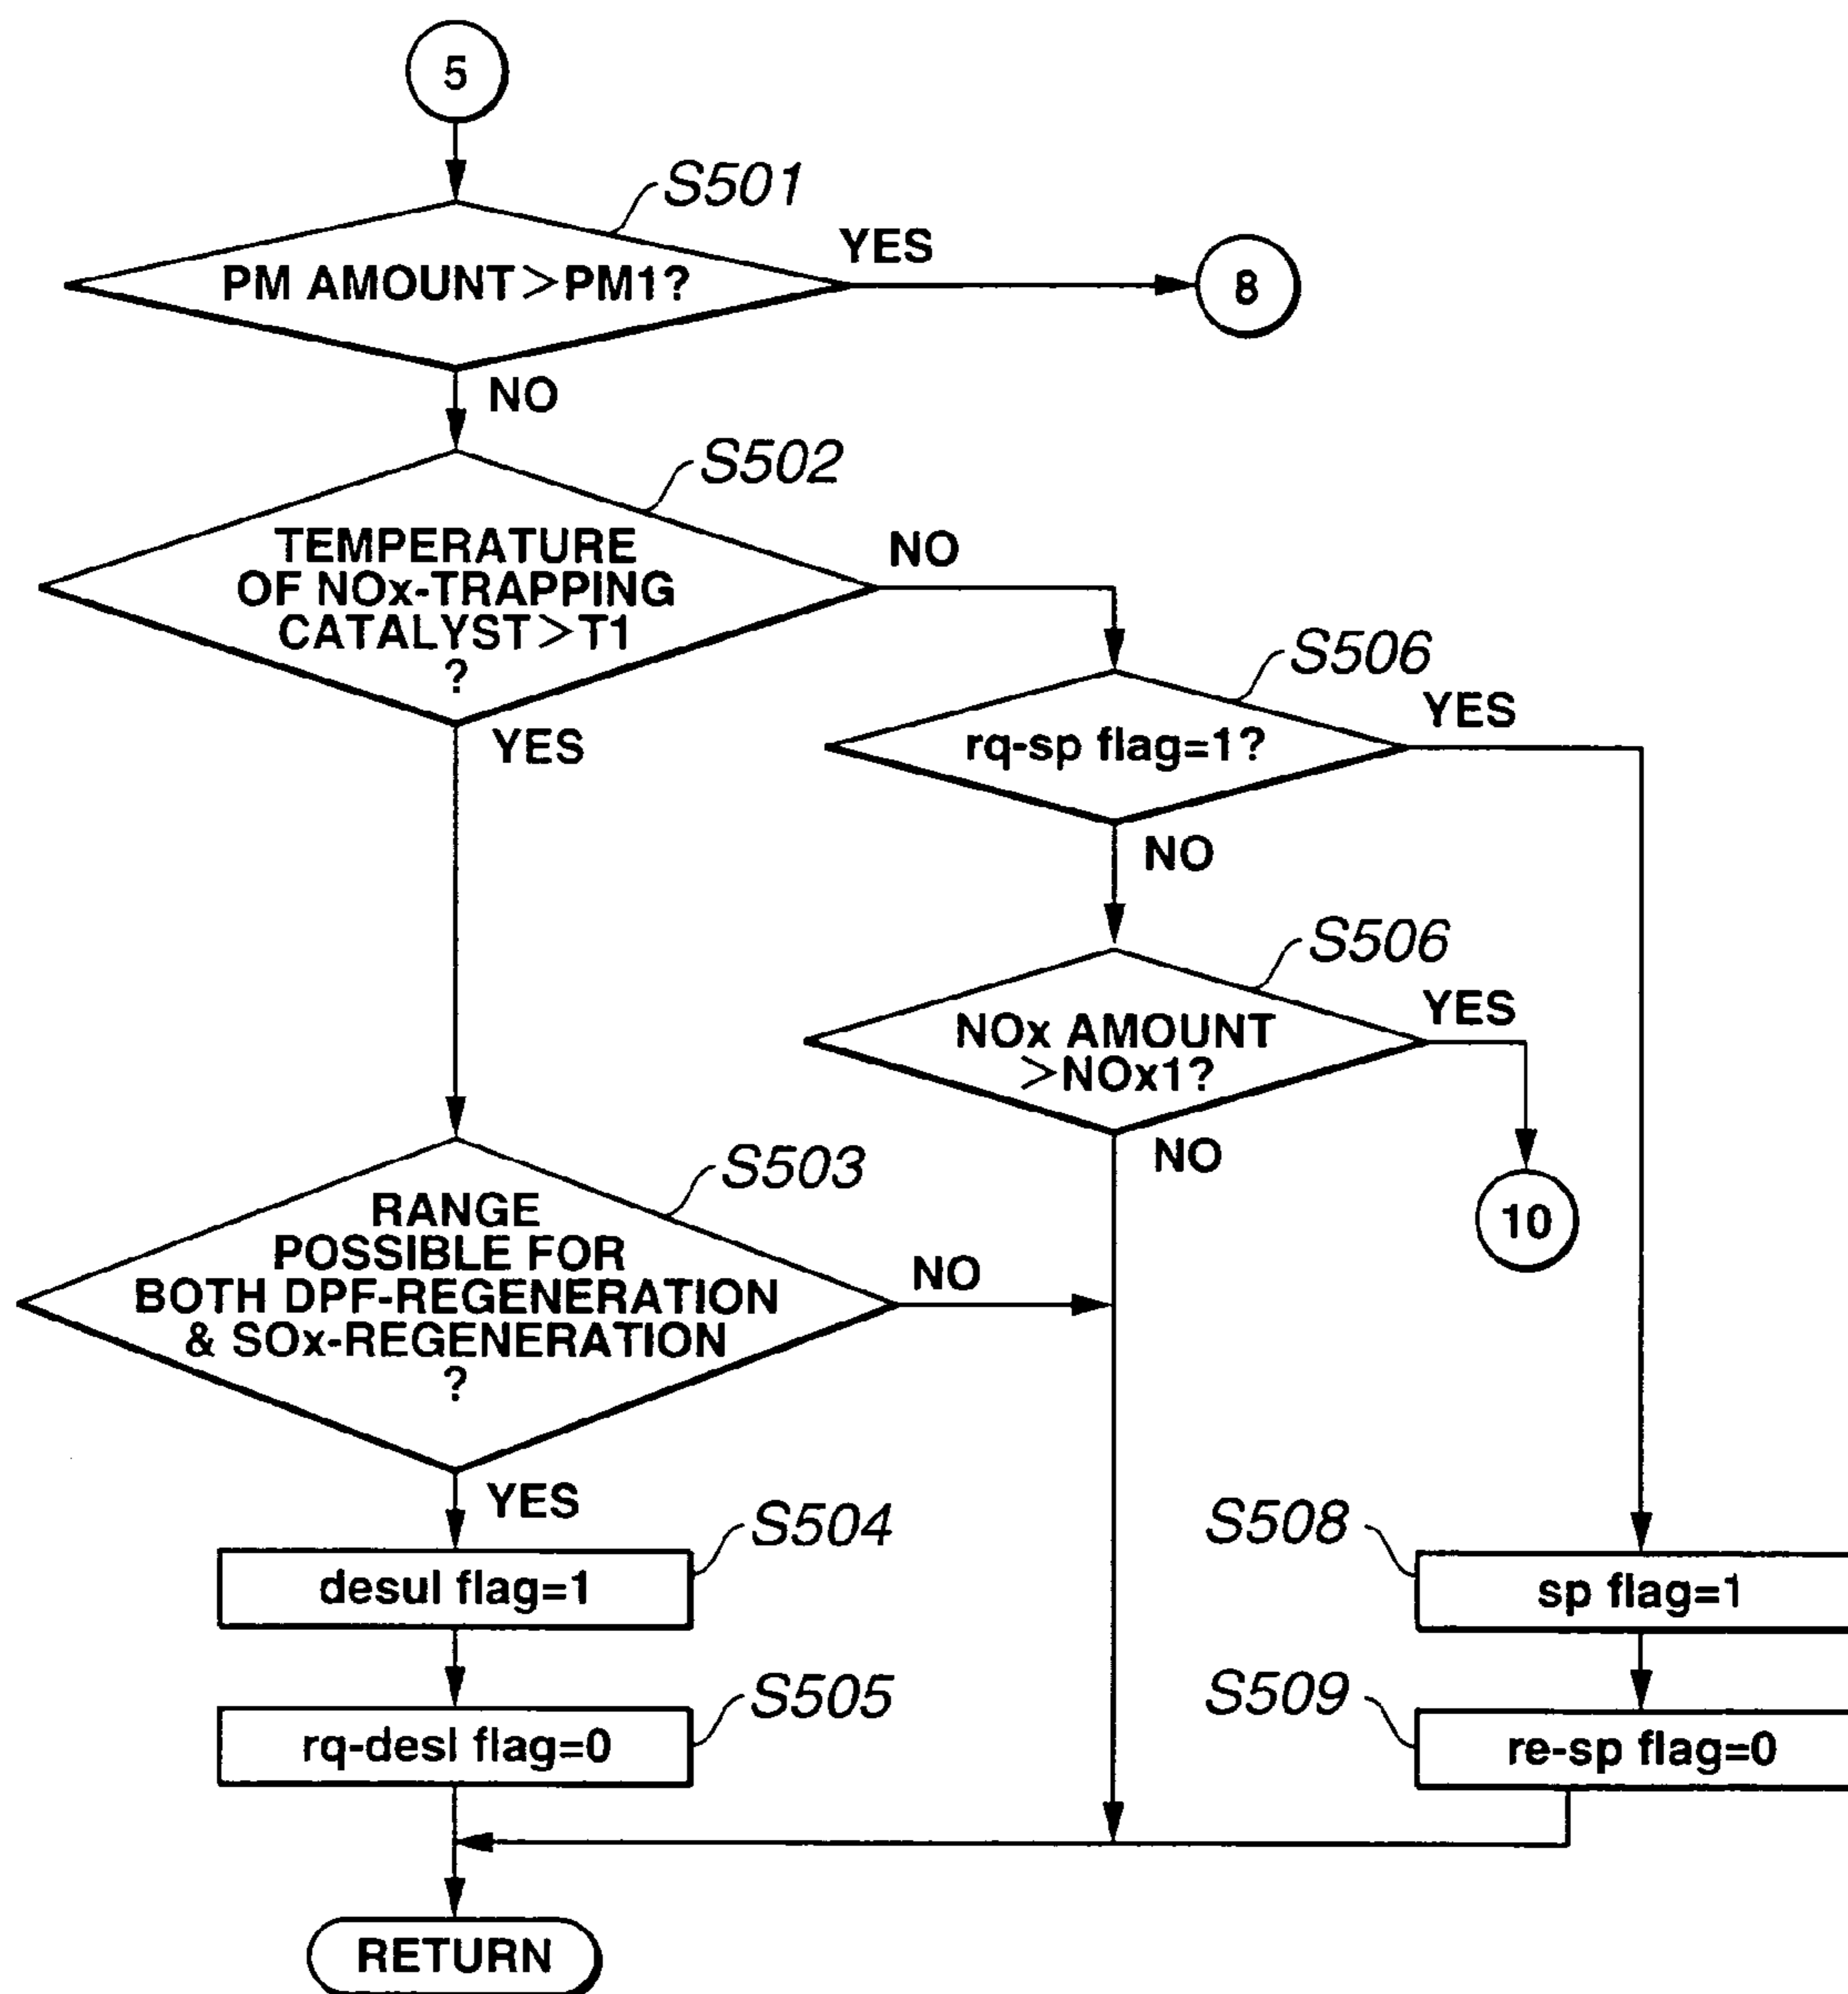 5
S501
PM AMOUNT>PM1?
YES
8
NO
S502
TEMPERATURE
OF NOx-TRAPPING
CATALYST>T1
?
NO
YES
S506
rq-sp flag=1?
YES
NO
S506
NOx AMOUNT
>NOx1?
YES
NO
10
S503
RANGE
POSSIBLE FOR
BOTH DPF-REGENERATION
& SOx-REGENERATION
?
NO
YES
S504
desul flag=1
S508
sp flag=1
S505
rq-desl flag=0
S509
re-sp flag=0
RETURN